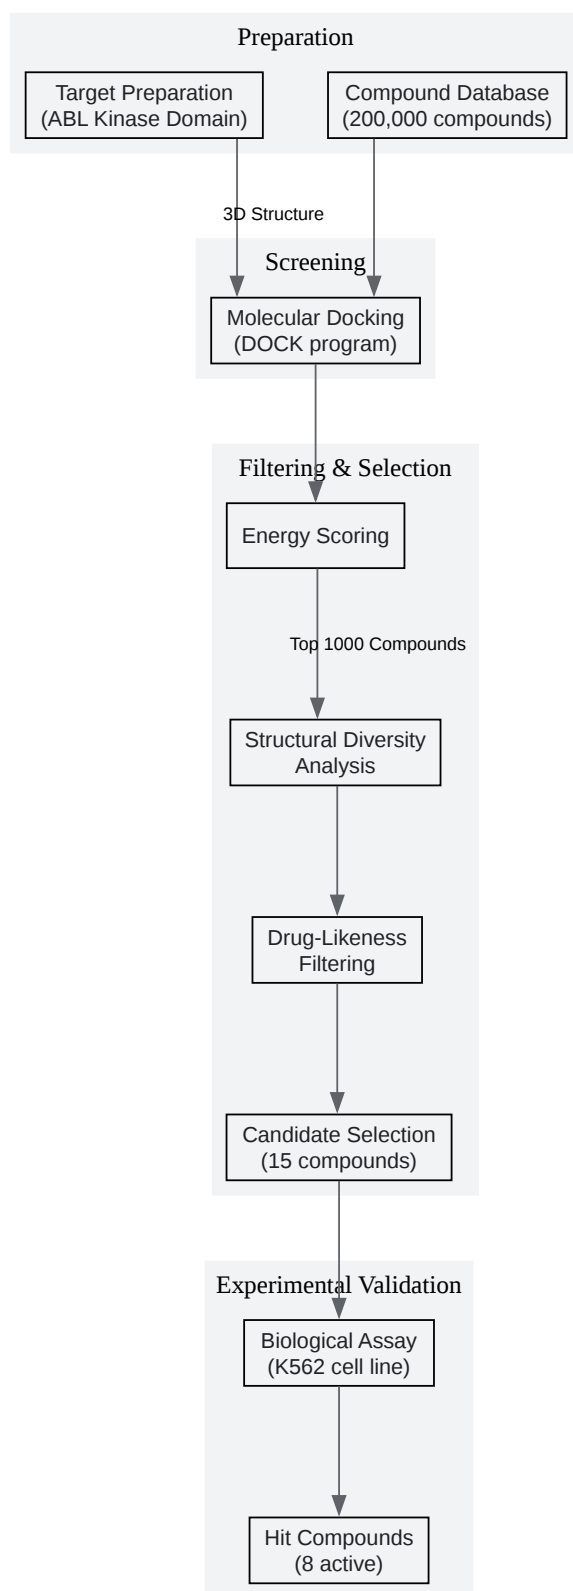 Preparation
Target Preparation
(ABL Kinase Domain)
Compound Database
(200,000 compounds)
3D Structure
Screening
Molecular Docking
(DOCK program)
Filtering & Selection
Energy Scoring
Top 1000 Compounds
Structural Diversity
Analysis
Drug-Likeness
Filtering
Candidate Selection
(15 compounds)
Experimental Validation
Biological Assay
(K562 cell line)
Hit Compounds
(8 active)